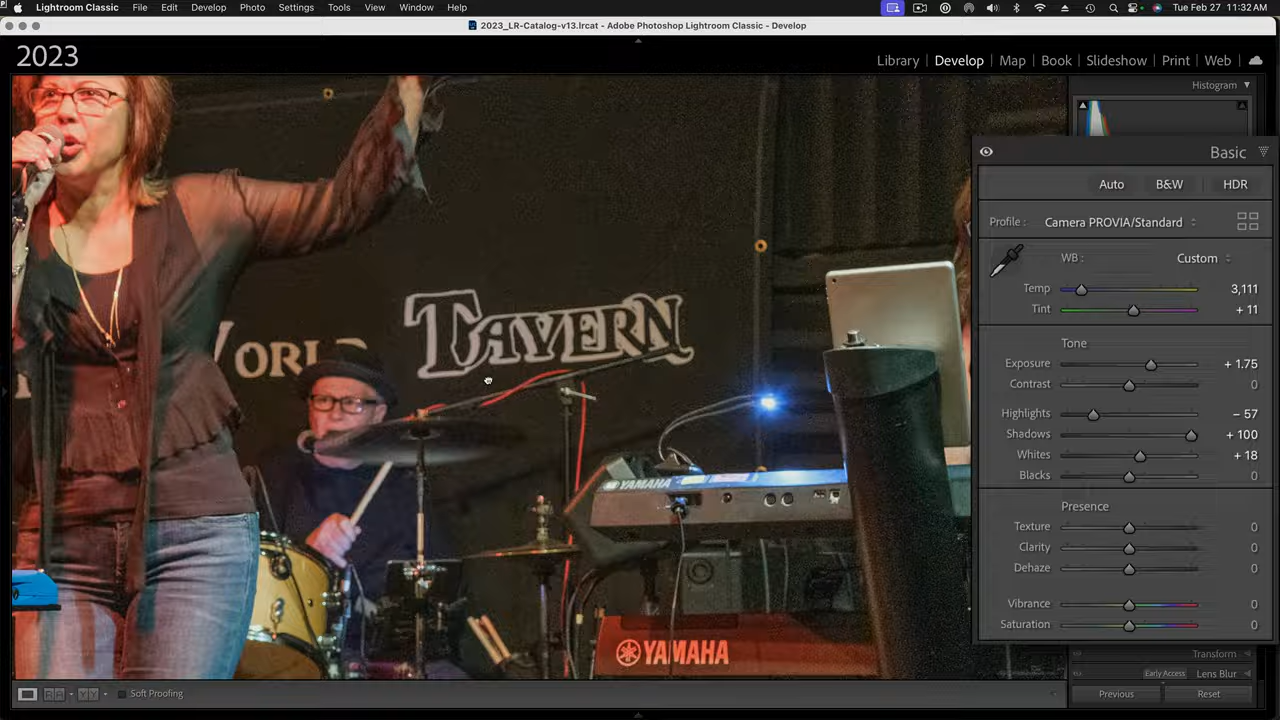 Lightroom Classic File Edit Develop Photo Settings Tools View Window Help Tue Feb 27 11:32 AM
2023_LR-Catalog-v13.lrcat - Adobe Photoshop Lightroom Classic - Develop
2023 Library | Develop | Map | Book | Slideshow | Print | Web
Histogram
Basic
Auto B&W HDR
Profile : Camera PROVIA/Standard
WB : Custom
Temp 3,111
Tint + 11
Tone
Exposure + 1.75
Contrast 0
Highlights – 57
Shadows + 100
Whites + 18
Blacks 0
Presence
Texture 0
Clarity 0
Dehaze 0
Vibrance 0
Saturation 0
TAVERN
YAMAHA
YAMAHA
Transform
Early Access Lens Blur
Soft Proofing
Previous Reset